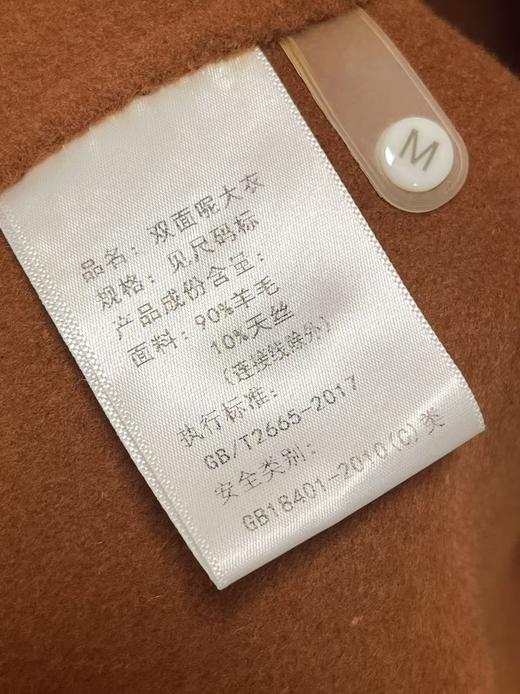 品名：双面呢大衣
规格：见尺码标
产品成份含量：
面料：90%羊毛
10%天丝
(连接线除外)
执行标准：
GB/T2665-2017
安全类别：
GB18401-2010(C)类
M